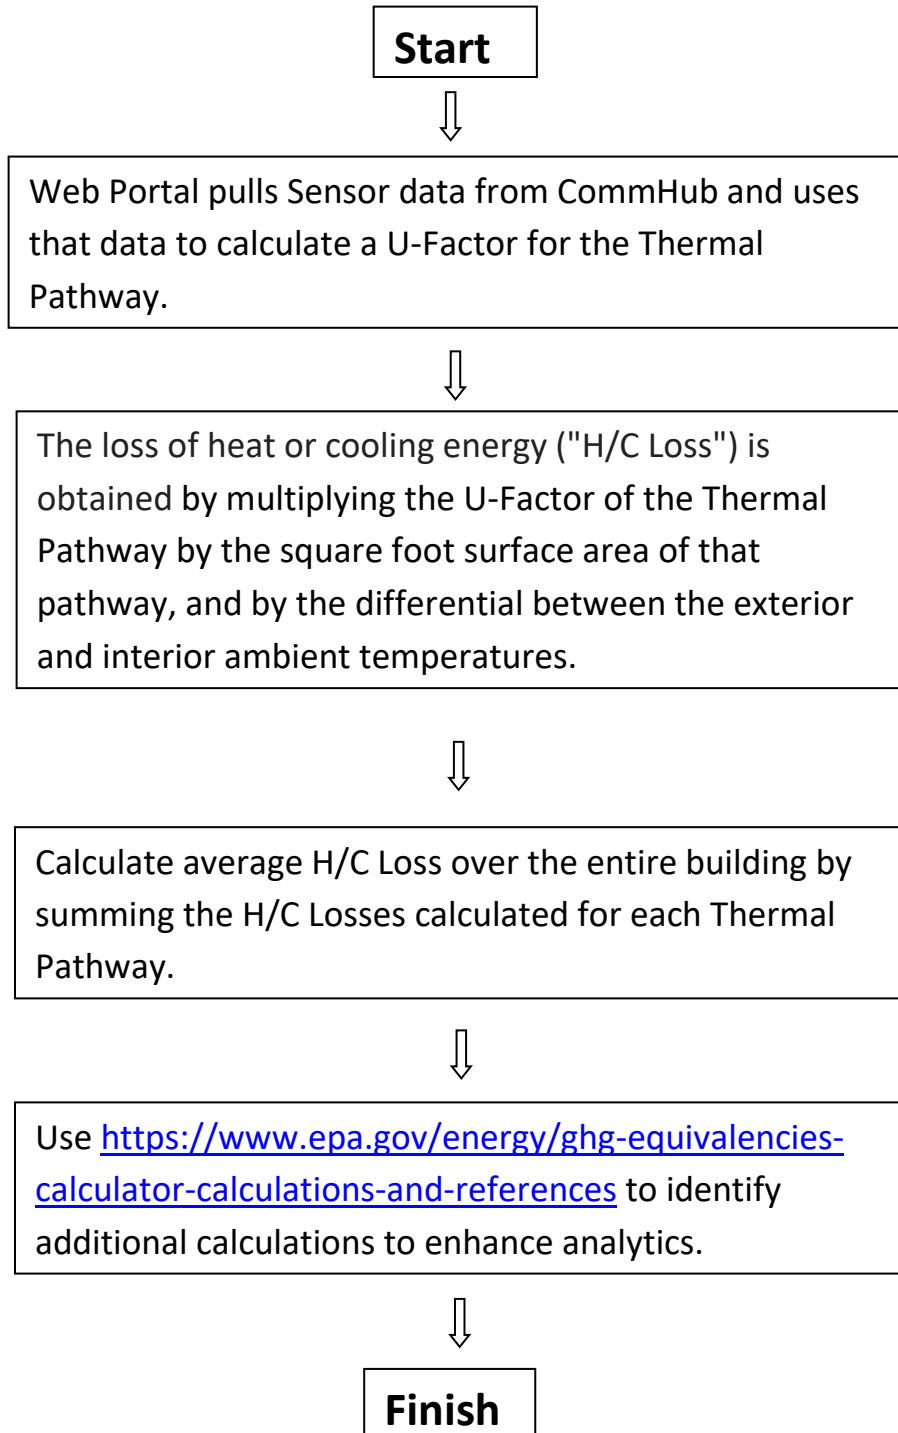 Start
Web Portal pulls Sensor data from CommHub and uses
that data to calculate a U-Factor for the Thermal
Pathway.
The loss of heat or cooling energy ("H/C Loss") is
obtained by multiplying the U-Factor of the Thermal
Pathway by the square foot surface area of that
pathway, and by the differential between the exterior
and interior ambient temperatures.
Calculate average H/C Loss over the entire building by
summing the H/C Losses calculated for each Thermal
Pathway.
Use https://www.epa.gov/energy/ghg-equivalencies-
calculator-calculations-and-references to identify
additional calculations to enhance analytics.
Finish